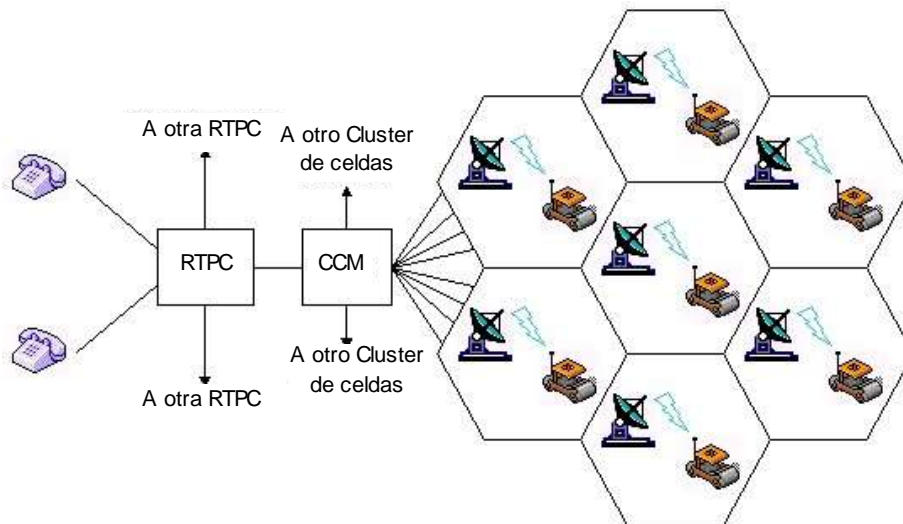 A otra RTPC
A otro Cluster
de celdas
RTPC
CCM
A otro Cluster
de celdas
A otra RTPC